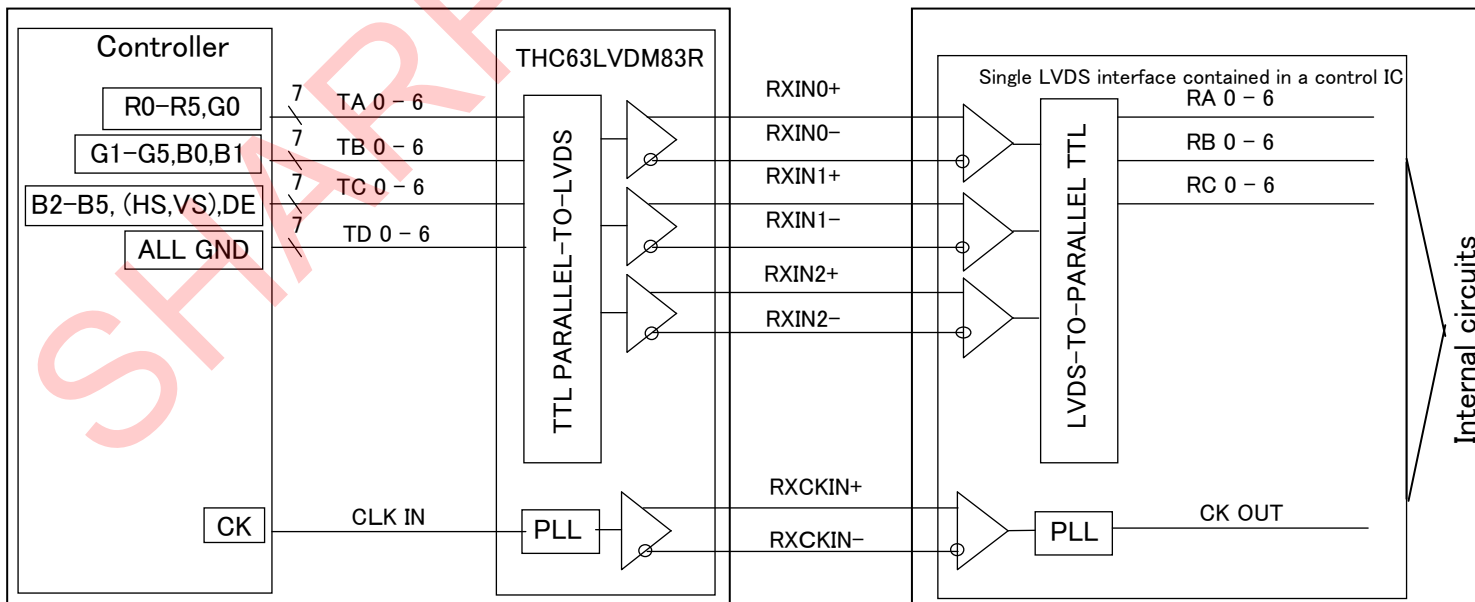 Controller
THC63LVDM83R
Single LVDS interface contained in a control IC
R0-R5,G0
7
TA 0-6
RXIN0+
RA 0-6
G1-G5,B0,B1
7
TB 0-6
RXIN0-
RB 0-6
B2-B5, (HS,VS),DE
7
TC 0-6
RXIN1+
RC 0-6
ALL GND
7
TD 0-6
RXIN1-
RXIN2+
RXIN2-
TTL PARALLEL-TO-LVDS
LVDS-TO-PARALLEL TTL
Internal circuits
CK
CLK IN
PLL
RXCKIN+
RXCKIN-
PLL
CK OUT